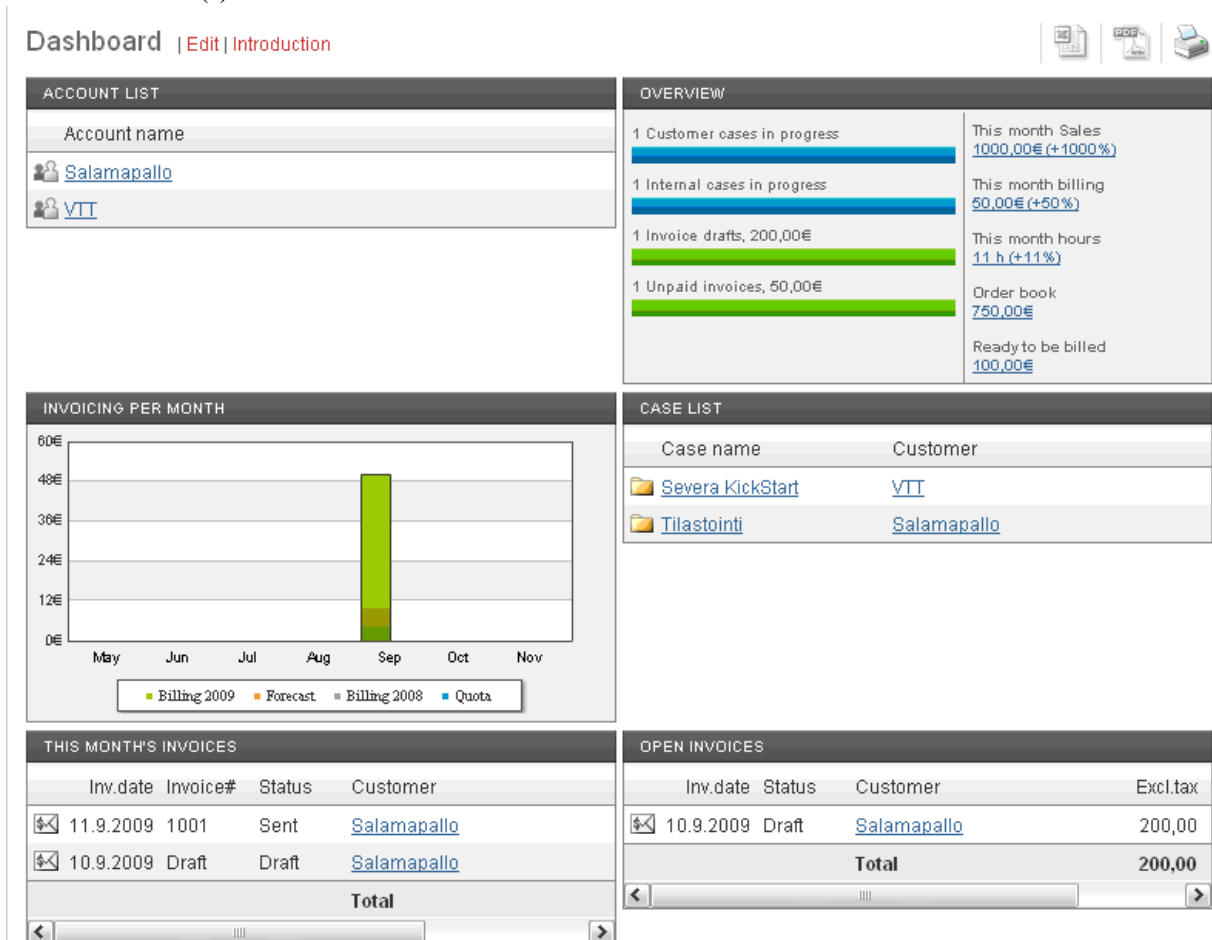 Dashboard | Edit | Introduction
ACCOUNT LIST
Account name
Salamapallo
VTT
OVERVIEW
1 Customer cases in progress
1 Internal cases in progress
1 Invoice drafts, 200,00€
1 Unpaid invoices, 50,00€
This month Sales
1000,00€ (+1000%)
This month billing
50,00€ (+50%)
This month hours
11 h (+11%)
Order book
750,00€
Ready to be billed
100,00€
INVOICING PER MONTH
60€
48€
36€
24€
12€
0€
May Jun Jul Aug Sep Oct Nov
Billing 2009 Forecast Billing 2008 Quota
CASE LIST
Case name Customer
Severa KickStart VTT
Tilastointi Salamapallo
THIS MONTH'S INVOICES
Inv.date Invoice# Status Customer
11.9.2009 1001 Sent Salamapallo
10.9.2009 Draft Draft Salamapallo
Total
OPEN INVOICES
Inv.date Status Customer Excl.tax
10.9.2009 Draft Salamapallo 200,00
Total 200,00